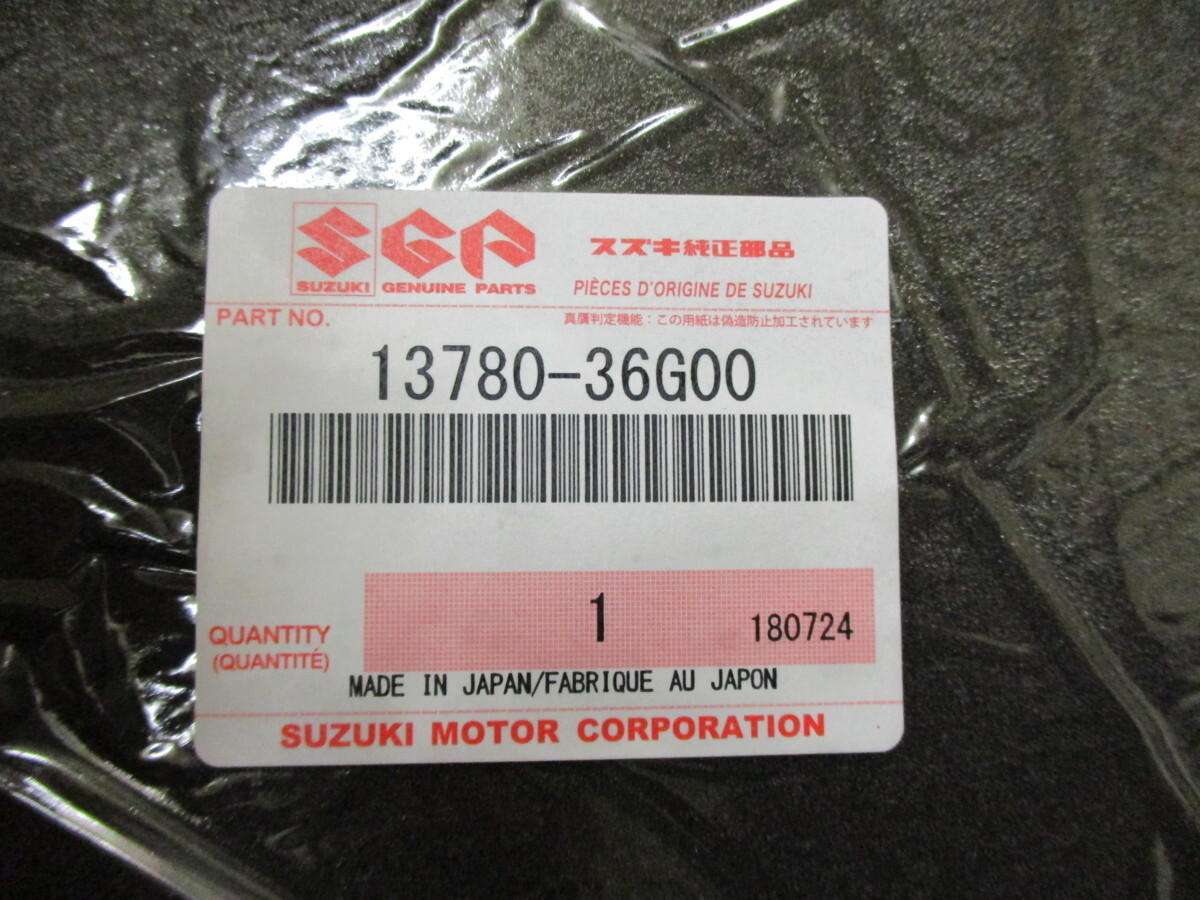 SGP スズキ純正部品
SUZUKI GENUINE PARTS PIÈCES D'ORIGINE DE SUZUKI
PART NO. 真贋判定機能：この用紙は偽造防止加工されています
13780-36G00
1 180724
QUANTITY
(QUANTITÉ)
MADE IN JAPAN/FABRIQUE AU JAPON
SUZUKI MOTOR CORPORATION